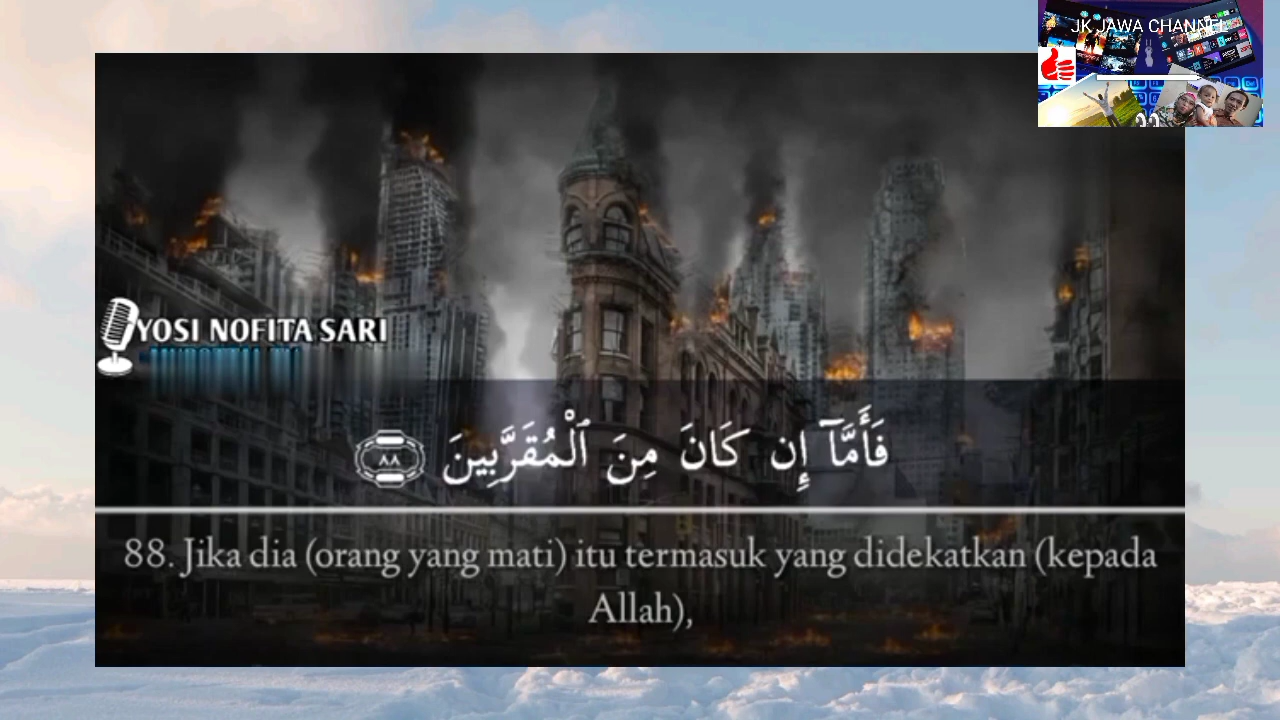 JK JAWA CHANNEL
YOSI NOFITA SARI
فَأَمَّآ إِن كَانَ مِنَ ٱلْمُقَرَّبِينَ ٨٨
88. Jika dia (orang yang mati) itu termasuk yang didekatkan (kepada
Allah),